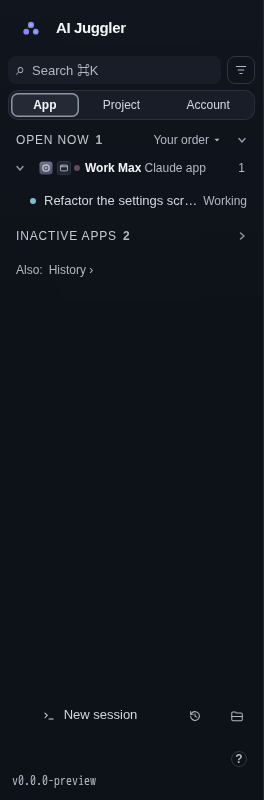 AI Juggler
Search ⌘K
App Project Account
OPEN NOW 1 Your order
Work Max Claude app 1
Refactor the settings scr… Working
INACTIVE APPS 2
Also: History ›
New session
?
v0.0.0-preview